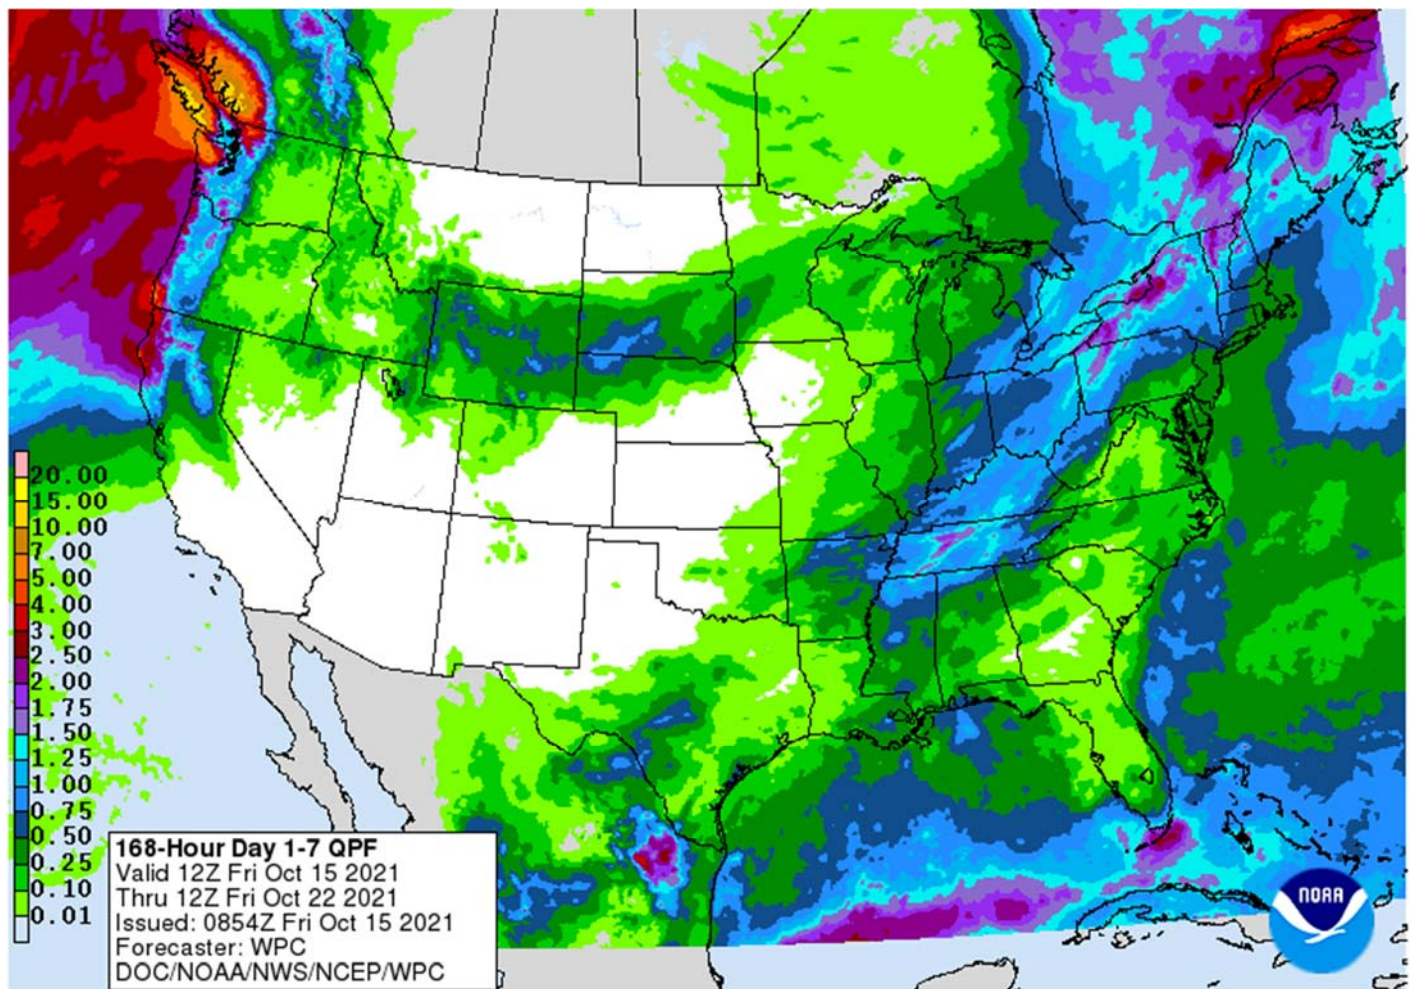 20.00
15.00
10.00
7.00
5.00
4.00
3.00
2.50
2.00
1.75
1.50
1.25
1.00
0.75
0.50
0.25
0.10
0.01
168-Hour Day 1-7 QPF
Valid 12Z Fri Oct 15 2021
Thru 12Z Fri Oct 22 2021
Issued: 0854Z Fri Oct 15 2021
Forecaster: WPC
DOC/NOAA/NWS/NCEP/WPC
NOAA